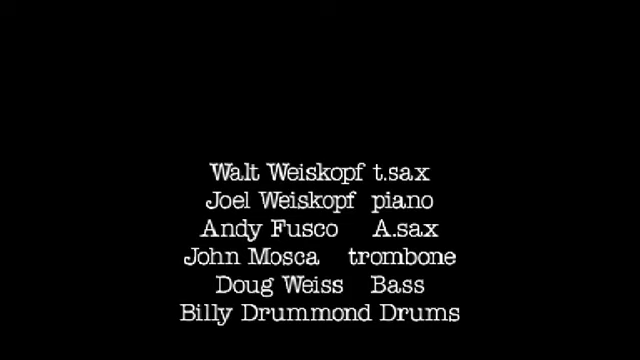 Walt Weiskopf t.sax
Joel Weiskopf piano
Andy Fusco A.sax
John Mosca trombone
Doug Weiss Bass
Billy Drummond Drums